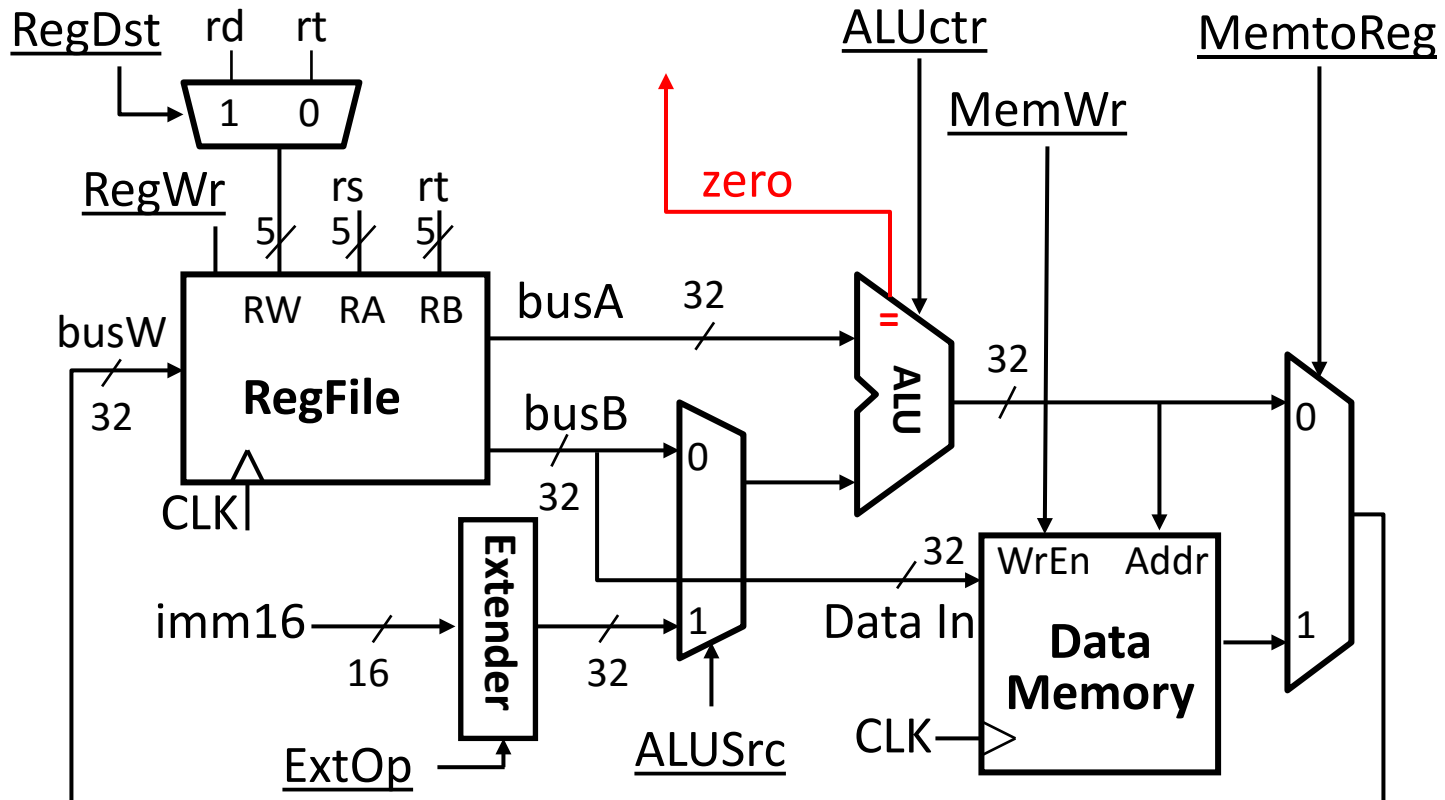 RegDst rd rt ALUctr MemtoReg
1 0 MemWr
RegWr rs rt zero
5 5 5
RW RA RB busA 32 =
busW 32
32 RegFile busB ALU 0
0
CLK 32
Extender 32 WrEn Addr
imm16 1 Data In 1
16 32 Data
Memory
CLK
ExtOp ALUSrc